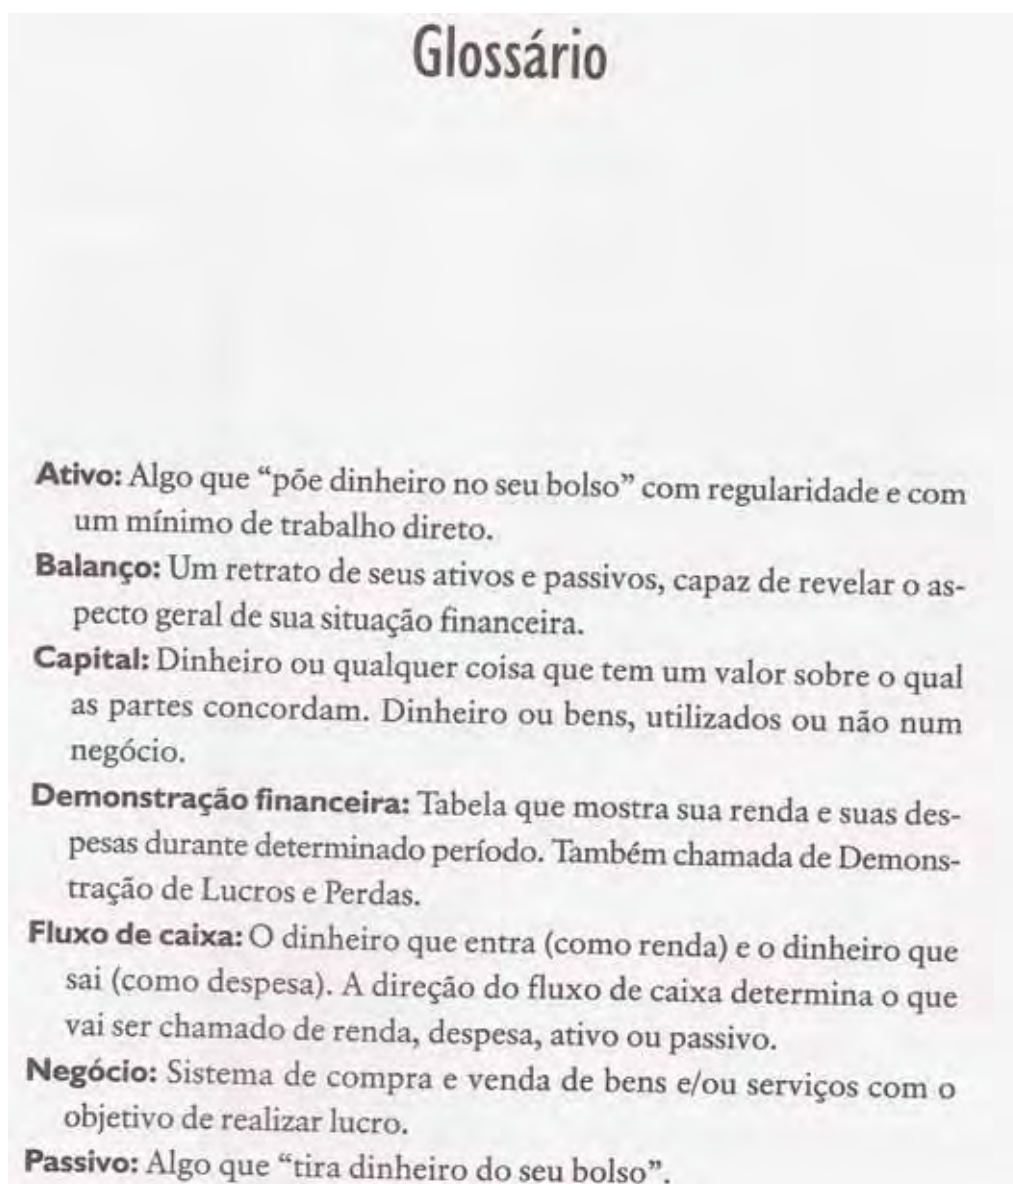 Glossário
Ativo: Algo que “põe dinheiro no seu bolso” com regularidade e com
um mínimo de trabalho direto.
Balanço: Um retrato de seus ativos e passivos, capaz de revelar o as-
pecto geral de sua situação financeira.
Capital: Dinheiro ou qualquer coisa que tem um valor sobre o qual
as partes concordam. Dinheiro ou bens, utilizados ou não num
negócio.
Demonstração financeira: Tabela que mostra sua renda e suas des-
pesas durante determinado período. Também chamada de Demons-
tração de Lucros e Perdas.
Fluxo de caixa: O dinheiro que entra (como renda) e o dinheiro que
sai (como despesa). A direção do fluxo de caixa determina o que
vai ser chamado de renda, despesa, ativo ou passivo.
Negócio: Sistema de compra e venda de bens e/ou serviços com o
objetivo de realizar lucro.
Passivo: Algo que “tira dinheiro do seu bolso”.